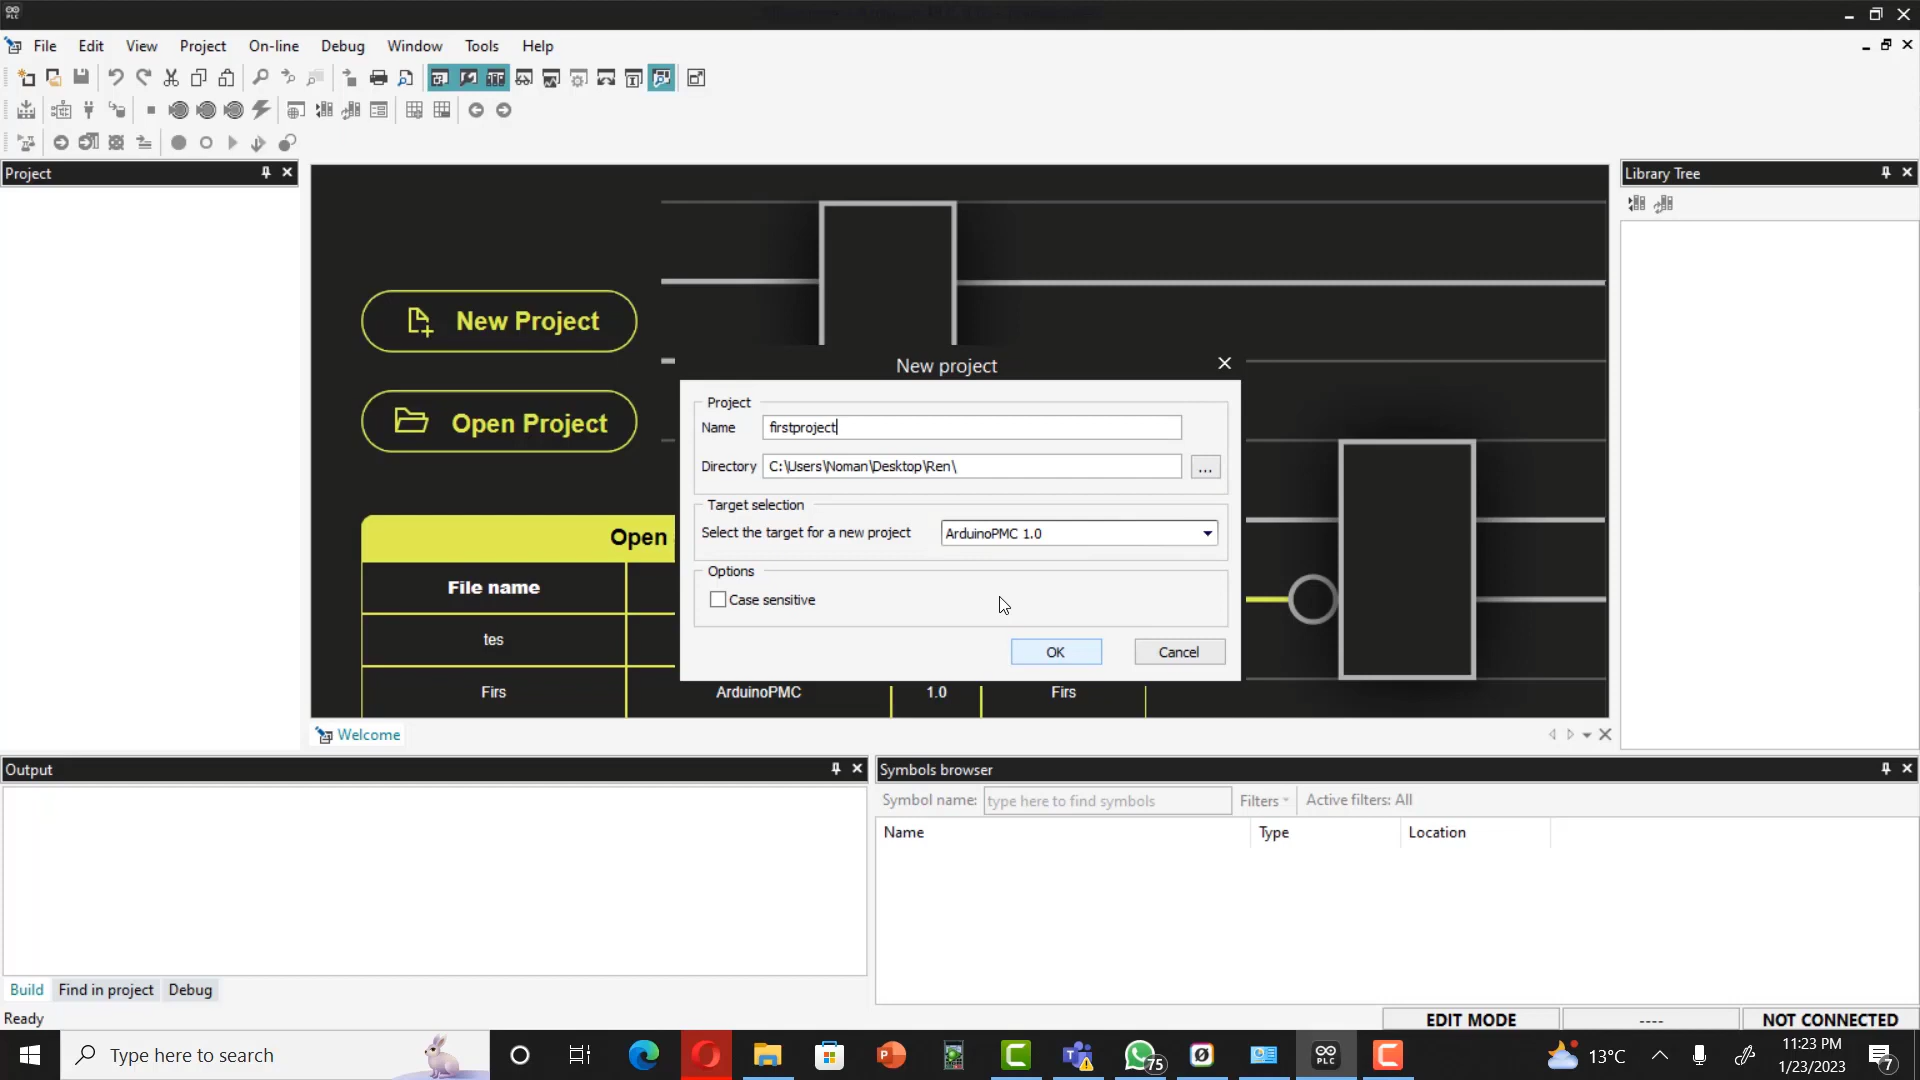 PLC
File Edit View Project On-line Debug Window Tools Help
Project
Library Tree
New Project
Open Project
New project
Project
Name firstproject
Directory C:\Users\Noman\Desktop\Ren\ ...
Target selection
Select the target for a new project ArduinoPMC 1.0
Options
Case sensitive
OK Cancel
Open
File name
tes
Firs ArduinoPMC 1.0 Firs
Welcome
Output
Symbols browser
Symbol name: type here to find symbols Filters Active filters: All
Name Type Location
Build Find in project Debug
Ready
EDIT MODE ---- NOT CONNECTED
Type here to search
75
PLC
13°C
11:23 PM
1/23/2023
7